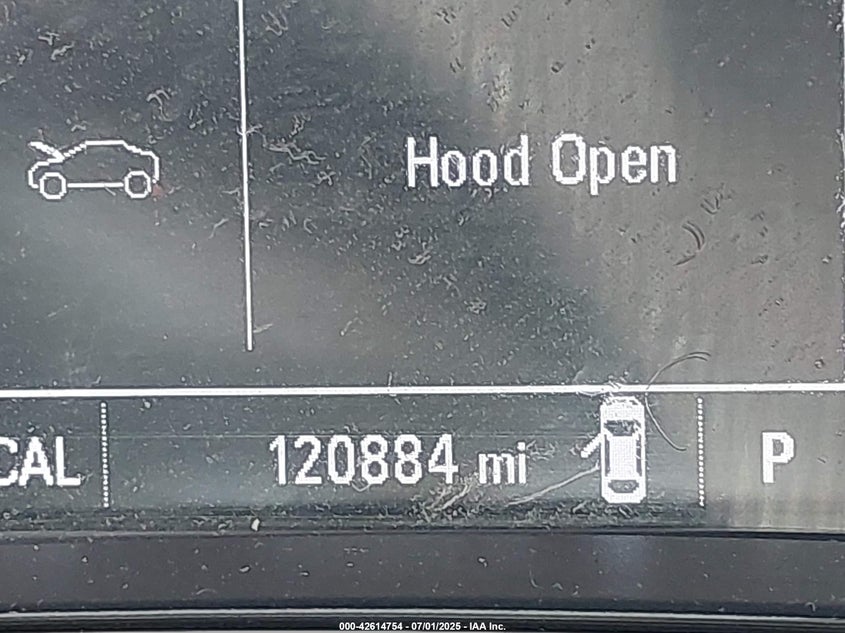 Hood Open
CAL 120884 mi P
000-42614754 - 07/01/2025 - IAA Inc.